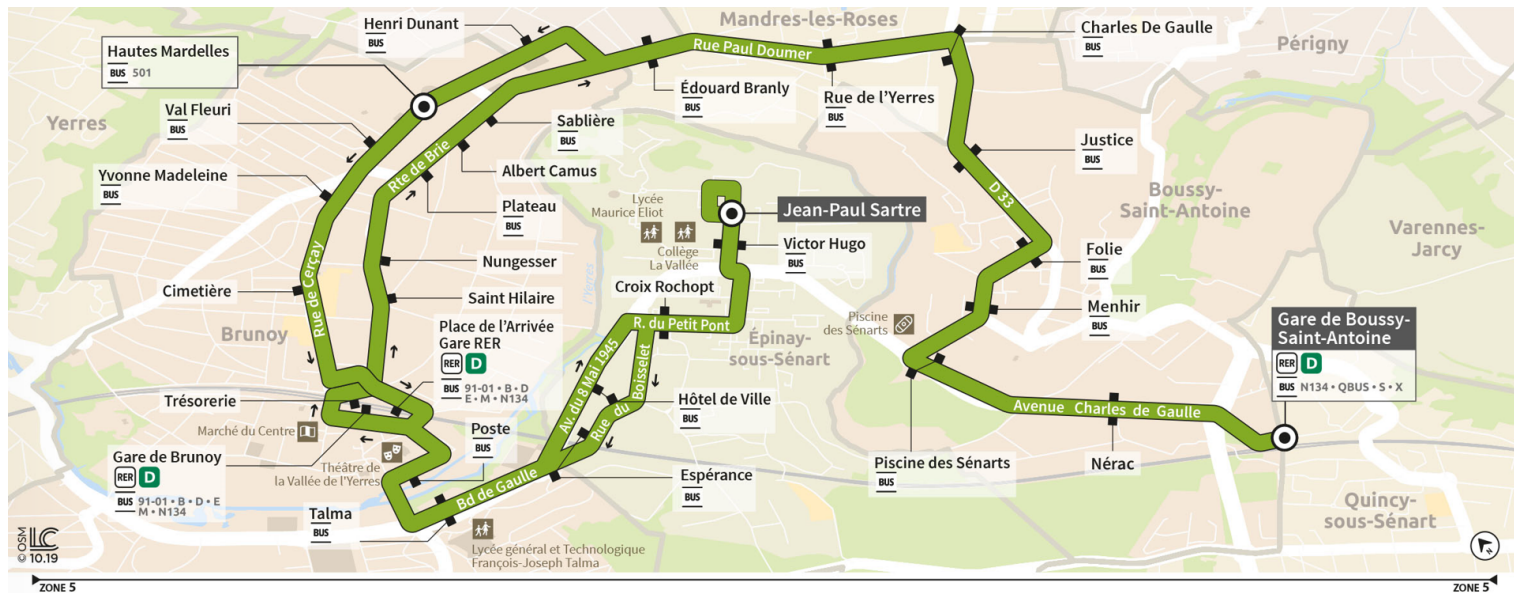 Henri Dunant
BUS
Mandres-les-Roses
Charles De Gaulle
BUS
Périgny
Hautes Mardelles
BUS 501
Rue Paul Doumer
Val Fleuri
BUS
Édouard Branly
BUS
Rue de l'Yerres
BUS
Yerres
Sablière
BUS
Justice
BUS
Yvonne Madeleine
BUS
Rte de Brie
Albert Camus
D 33
Boussy-
Saint-Antoine
Plateau
BUS
Lycée
Maurice Eliot
Jean-Paul Sartre
Collège
La Vallée
Victor Hugo
BUS
Varennes-
Jarcy
Rue de Cerçay
Nungesser
Folie
BUS
Cimetière
Saint Hilaire
l'Yerres
Croix Rochopt
Menhir
BUS
Brunoy
Place de l'Arrivée
Gare RER
RER D
BUS 91-01 • B • D
E • M • N134
R. du Petit Pont
Épinay-
sous-Sénart
Piscine
des Sénarts
Gare de Boussy-
Saint-Antoine
RER D
BUS N134 • QBUS • S • X
Av. du 8 Mai 1945
Rue du Boisselet
Trésorerie
Hôtel de Ville
BUS
Avenue Charles de Gaulle
Marché du Centre
Poste
BUS
Gare de Brunoy
RER D
BUS 91-01 • B • D • E
M • N134
Théâtre de
la Vallée de l'Yerres
Bd de Gaulle
Espérance
BUS
Piscine des Sénarts
BUS
Nérac
Talma
BUS
Quincy-
sous-Sénart
Lycée général et Technologique
François-Joseph Talma
© OSM
LC
10.19
N
ZONE 5
ZONE 5